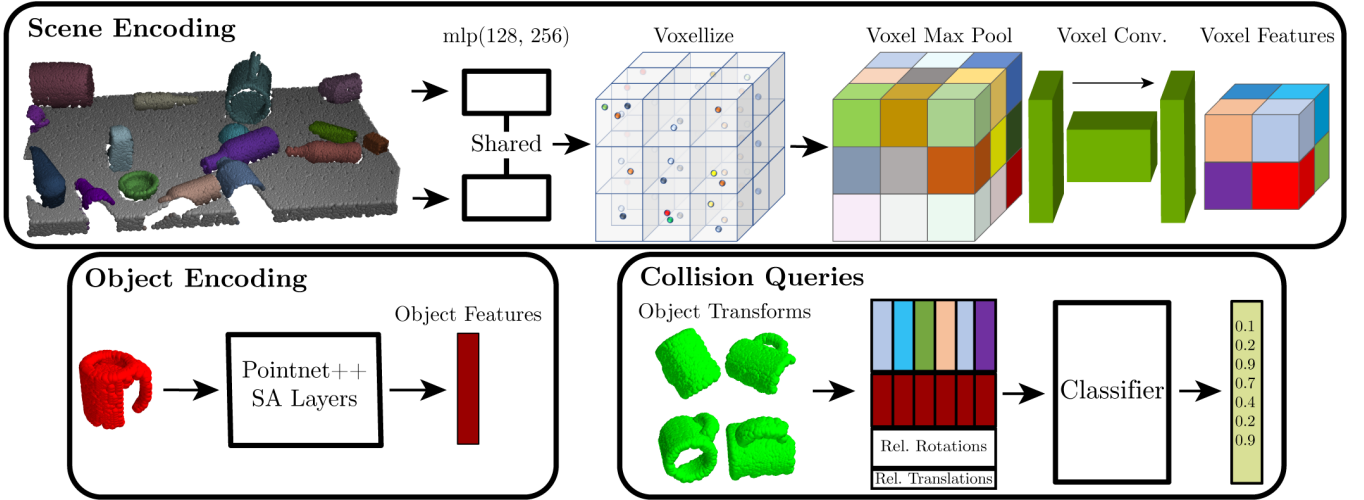 Scene Encoding
mlp(128, 256)
Voxellize
Voxel Max Pool
Voxel Conv.
Voxel Features
Shared
Object Encoding
Object Features
Pointnet++
SA Layers
Collision Queries
Object Transforms
Rel. Rotations
Rel. Translations
Classifier
0.1
0.2
0.9
0.7
0.4
0.2
0.9